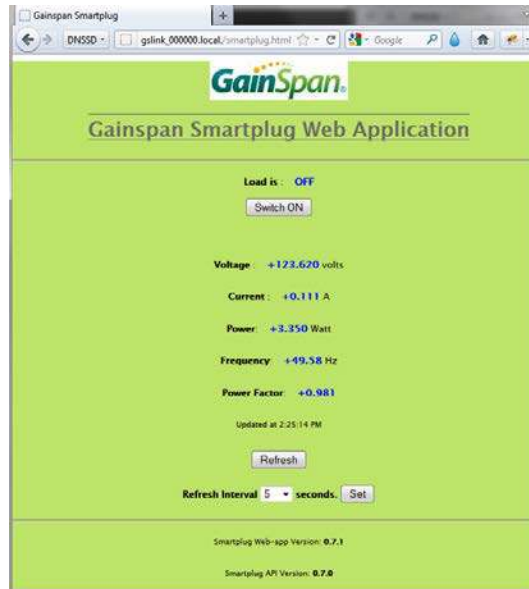 Gainspan Smartplug
DNSSD
gslink_000000.local./smartplug.html
Google
GainSpan.
Gainspan Smartplug Web Application
Load is : OFF
Switch ON
Voltage : +123.620 volts
Current : +0.111 A
Power: +3.350 Watt
Frequency: +49.58 Hz
Power Factor: +0.981
Updated at 2:25:14 PM
Refresh
Refresh Interval 5 seconds. Set
Smartplug Web-app Version: 0.7.1
Smartplug API Version: 0.7.0